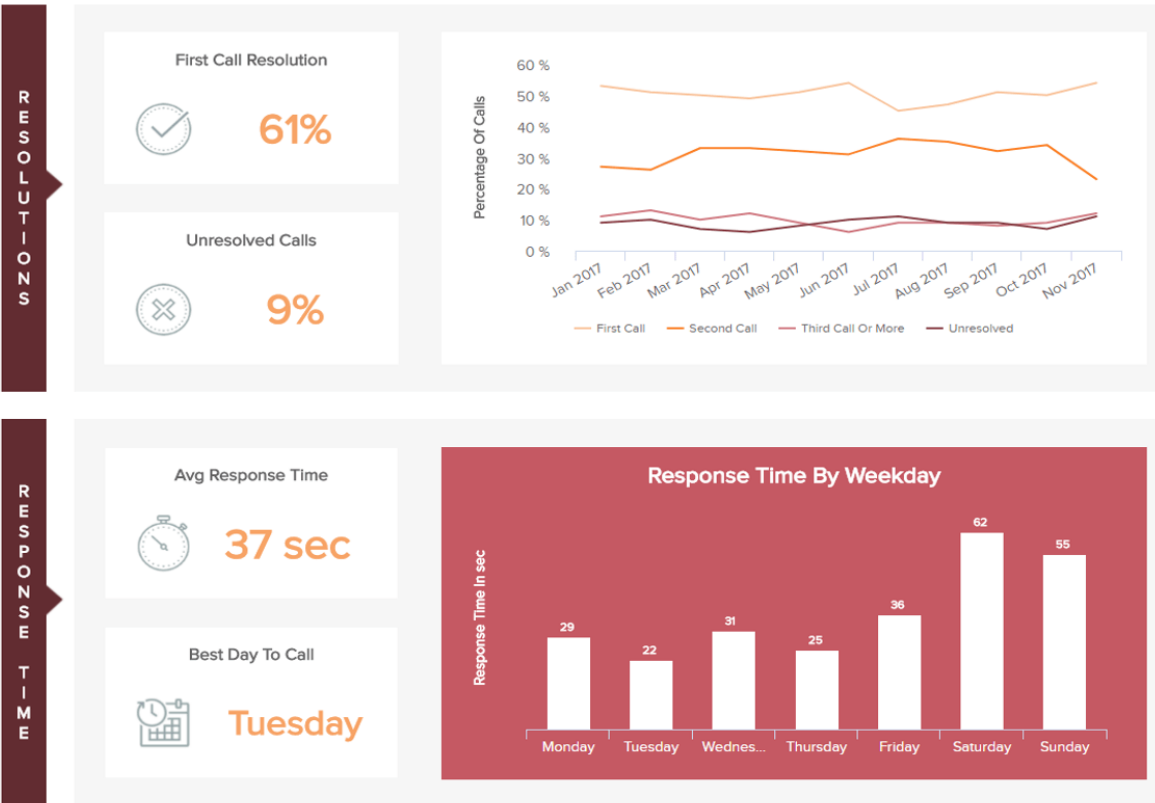 RESOLUTIONS
First Call Resolution
61%
Unresolved Calls
9%
Percentage Of Calls
60 %
50 %
40 %
30 %
20 %
10 %
0 %
Jan 2017
Feb 2017
Mar 2017
Apr 2017
May 2017
Jun 2017
Jul 2017
Aug 2017
Sep 2017
Oct 2017
Nov 2017
First Call
Second Call
Third Call Or More
Unresolved
RESPONSE TIME
Avg Response Time
37 sec
Best Day To Call
Tuesday
Response Time By Weekday
Response Time In sec
29
22
31
25
36
62
55
Monday
Tuesday
Wednes...
Thursday
Friday
Saturday
Sunday